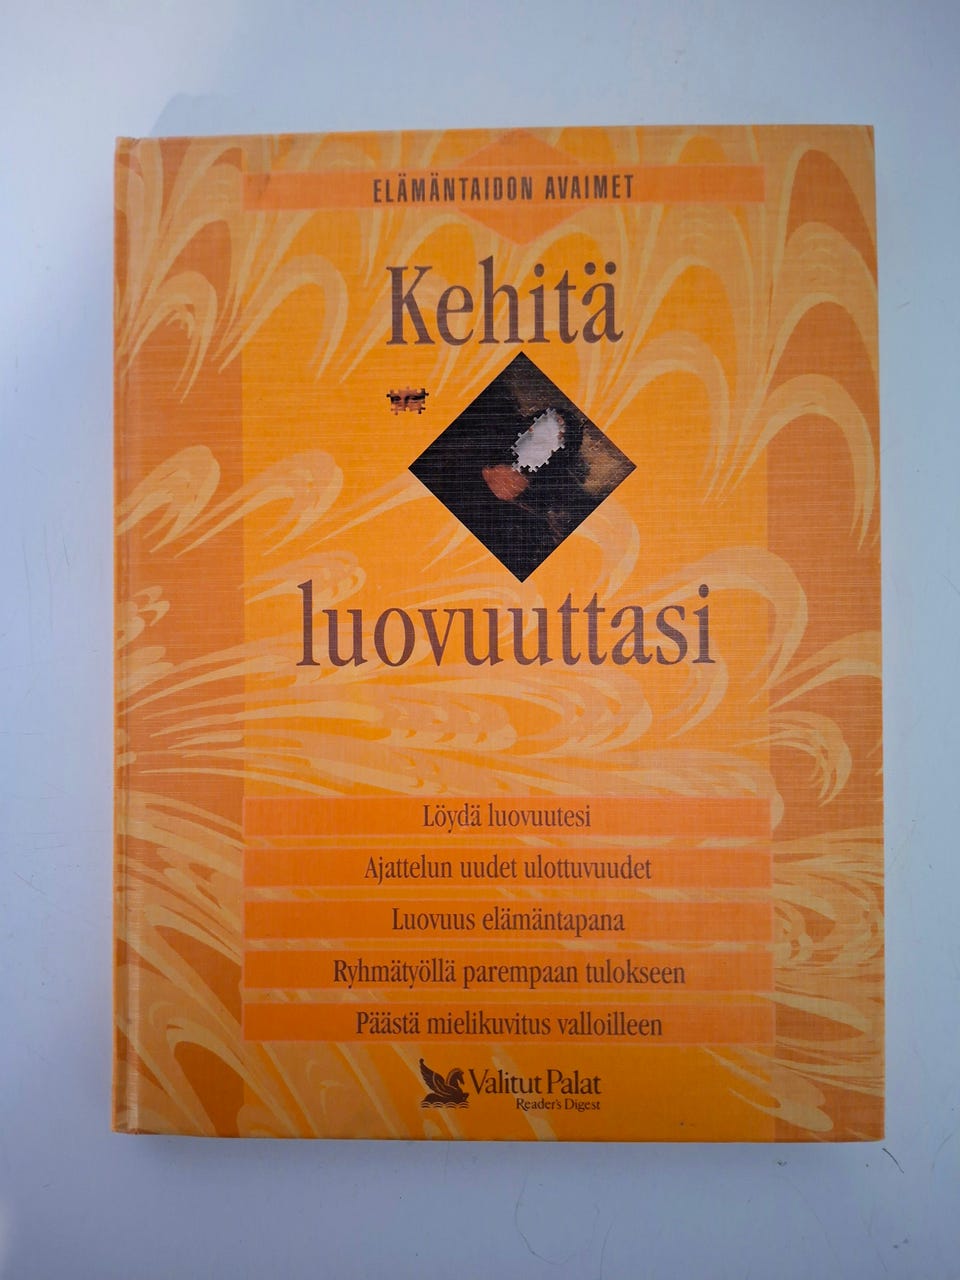 ELÄMÄNTAIDON AVAIMET
Kehitä
luovuuttasi
Löydä luovuutesi
Ajattelun uudet ulottuvuudet
Luovuus elämäntapana
Ryhmätyöllä parempaan tulokseen
Päästä mielikuvitus valloilleen
Valitut Palat
Reader's Digest